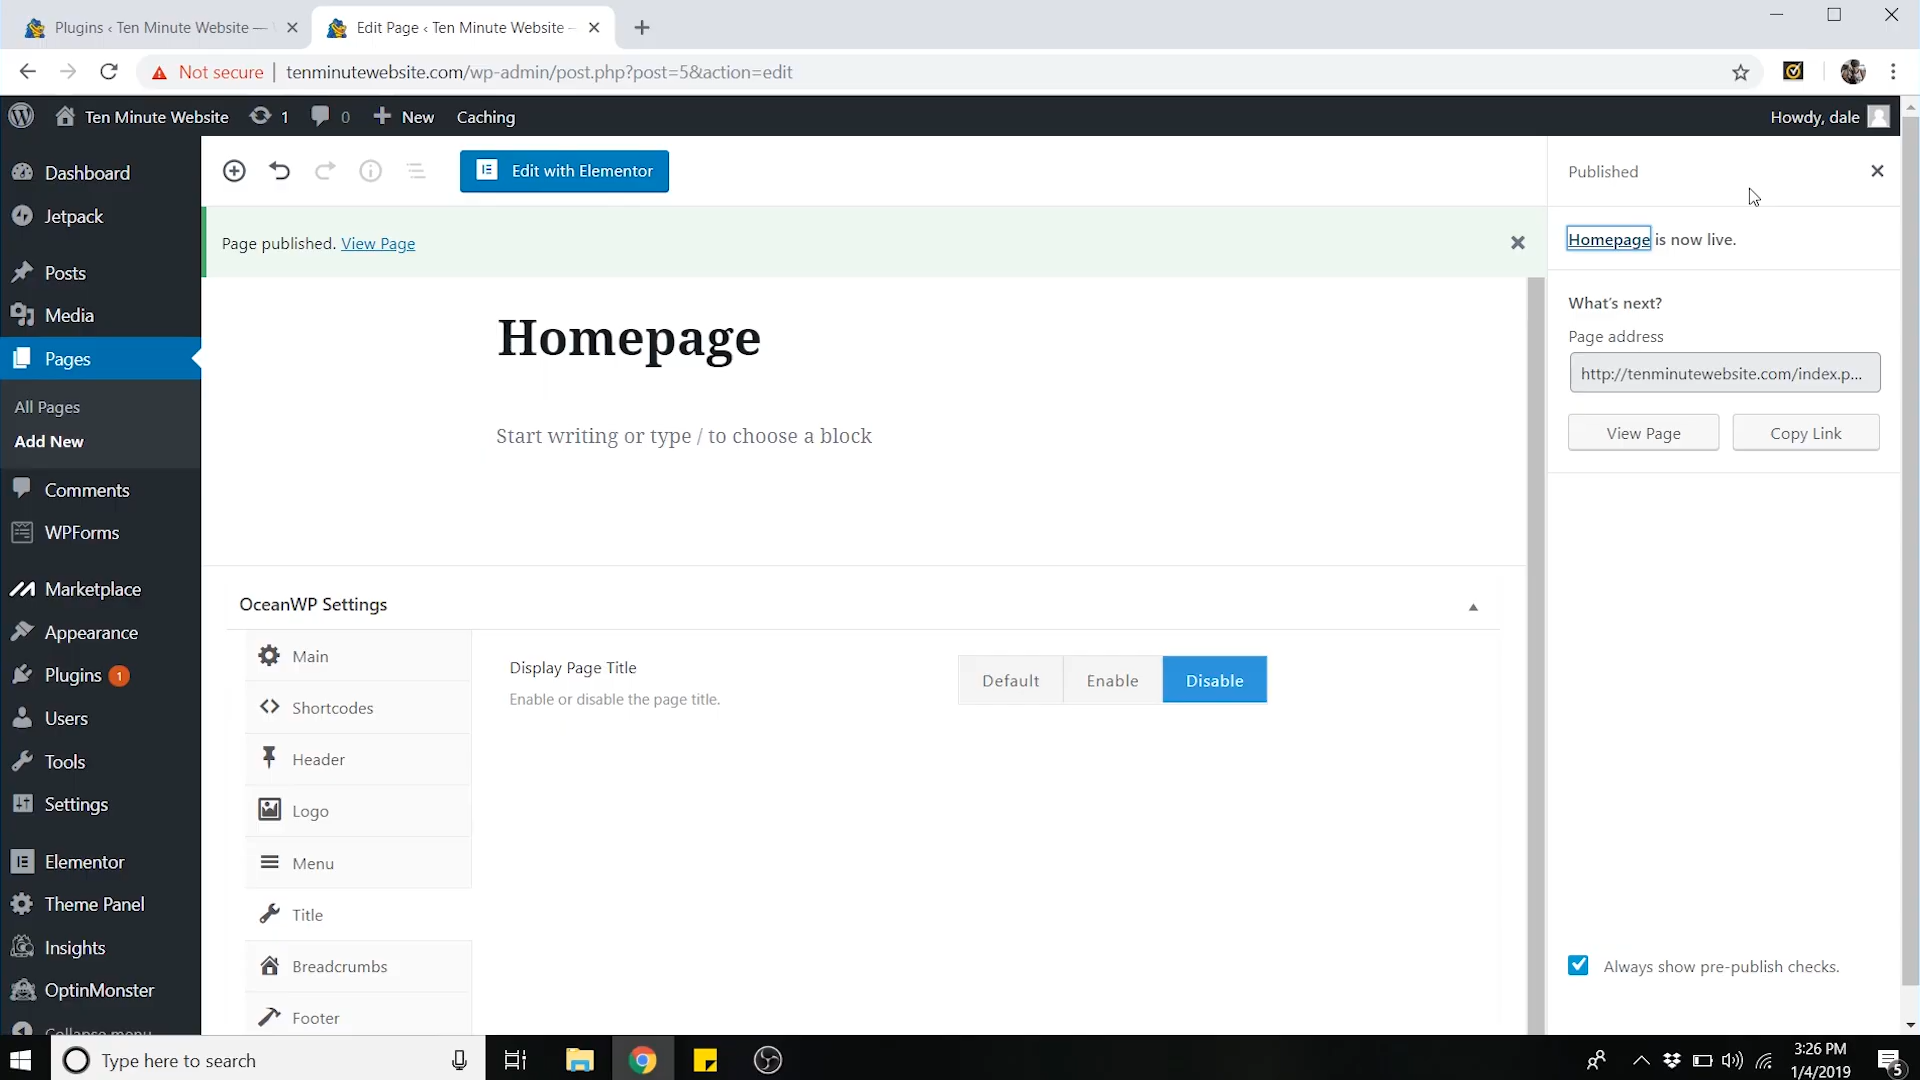 Plugins ‹ Ten Minute Website —
Edit Page ‹ Ten Minute Website –
Not secure
tenminutewebsite.com/wp-admin/post.php?post=5&action=edit
Ten Minute Website
1
0
New
Caching
Howdy, dale
Dashboard
Jetpack
Posts
Media
Pages
All Pages
Add New
Comments
WPForms
Marketplace
Appearance
Plugins 1
Users
Tools
Settings
Elementor
Theme Panel
Insights
OptinMonster
Collapse menu
Edit with Elementor
Page published. View Page
Homepage
Start writing or type / to choose a block
OceanWP Settings
Main
Shortcodes
Header
Logo
Menu
Title
Breadcrumbs
Footer
Display Page Title
Enable or disable the page title.
Default
Enable
Disable
Published
Homepage is now live.
What's next?
Page address
http://tenminutewebsite.com/index.p...
View Page
Copy Link
Always show pre-publish checks.
Type here to search
3:26 PM
1/4/2019
5